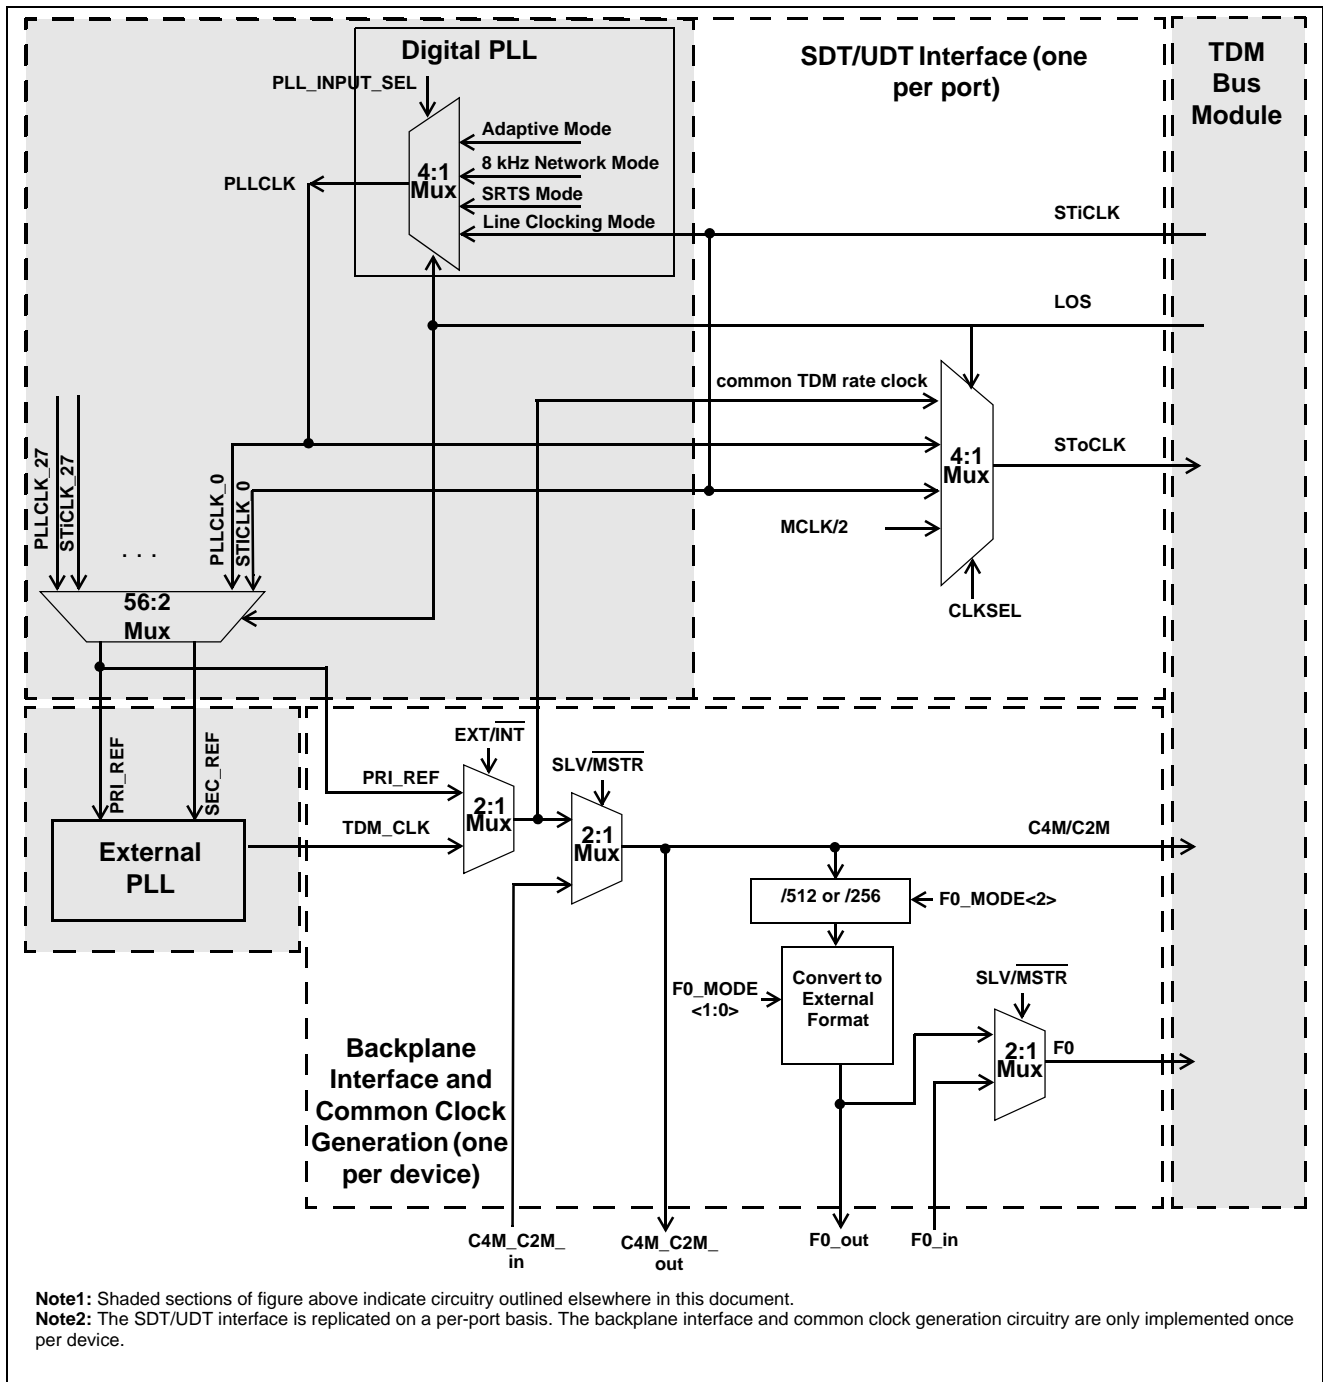 Digital PLL
SDT/UDT Interface (one
per port)
TDM
Bus
Module
PLL_INPUT_SEL
Adaptive Mode
8 kHz Network Mode
SRTS Mode
Line Clocking Mode
4:1
Mux
PLLCLK
STiCLK
LOS
common TDM rate clock
4:1
Mux
SToCLK
MCLK/2
CLKSEL
PLLCLK_27
STiCLK_27
. . .
PLLCLK_0
STiCLK_0
56:2
Mux
PRI_REF
SEC_REF
External
PLL
EXT/INT
PRI_REF
TDM_CLK
2:1
Mux
SLV/MSTR
2:1
Mux
C4M/C2M
/512 or /256
F0_MODE<2>
Convert to
External
Format
F0_MODE
<1:0>
SLV/MSTR
2:1
Mux
F0
Backplane
Interface and
Common Clock
Generation (one
per device)
C4M_C2M_
in
C4M_C2M_
out
F0_out
F0_in
Note1: Shaded sections of figure above indicate circuitry outlined elsewhere in this document.
Note2: The SDT/UDT interface is replicated on a per-port basis. The backplane interface and common clock generation circuitry are only implemented once
per device.